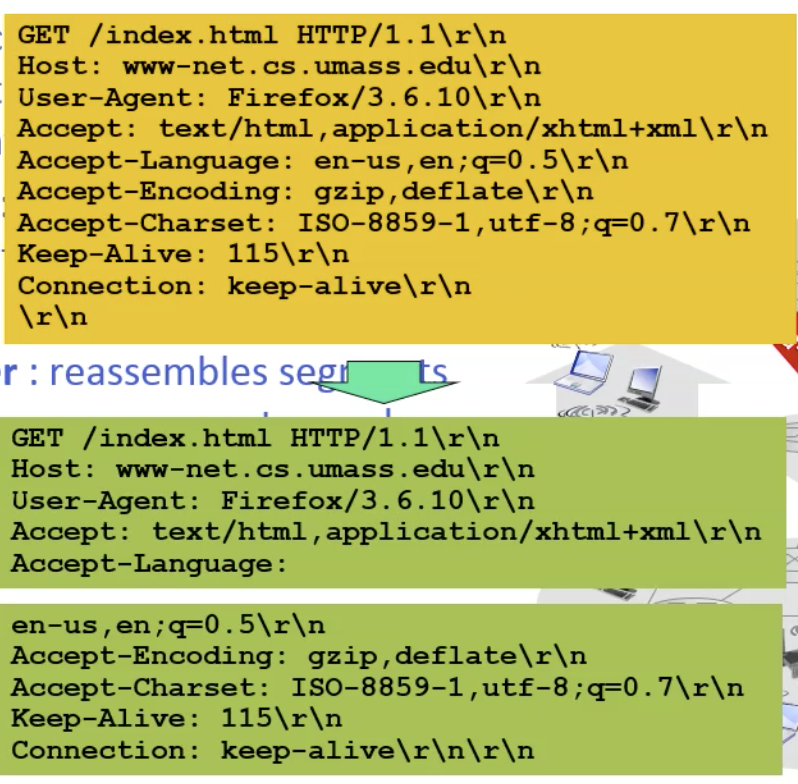 GET /index.html HTTP/1.1\r\n
Host: www-net.cs.umass.edu\r\n
User-Agent: Firefox/3.6.10\r\n
Accept: text/html,application/xhtml+xml\r\n
Accept-Language: en-us,en;q=0.5\r\n
Accept-Encoding: gzip,deflate\r\n
Accept-Charset: ISO-8859-1,utf-8;q=0.7\r\n
Keep-Alive: 115\r\n
Connection: keep-alive\r\n
\r\n
: reassembles
GET /index.html HTTP/1.1\r\n
Host: www-net.cs.umass.edu\r\n
User-Agent: Firefox/3.6.10\r\n
Accept: text/html,application/xhtml+xml\r\n
Accept-Language:
en-us,en;q=0.5\r\n
Accept-Encoding: gzip,deflate\r\n
Accept-Charset: ISO-8859-1,utf-8;q=0.7\r\n
Keep-Alive: 115\r\n
Connection: keep-alive\r\n\r\n